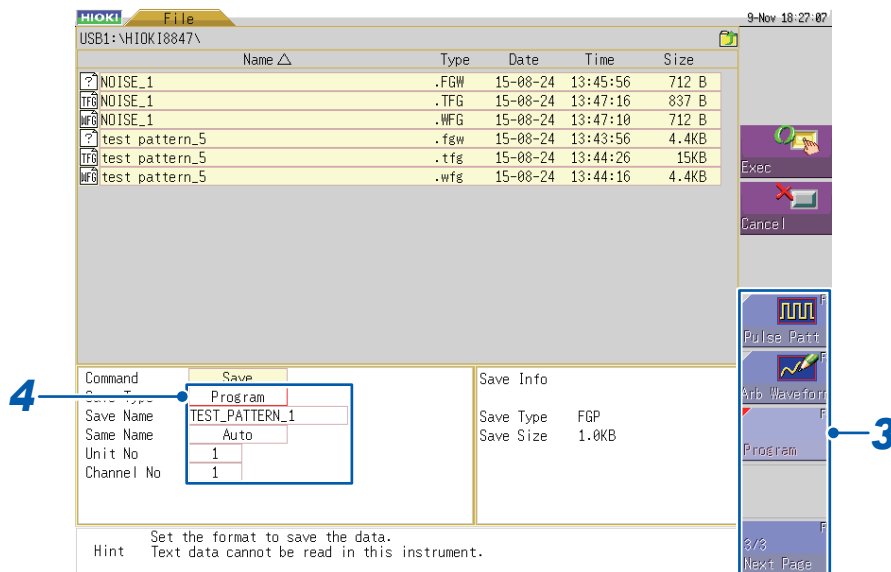 HIOKI File 9-Nov 18:27:07
USB1:\HIOKI8847\
Name Type Date Time Size
? NOISE_1 .FGW 15-08-24 13:45:56 712 B
TFG NOISE_1 .TFG 15-08-24 13:47:16 837 B
WFG NOISE_1 .WFG 15-08-24 13:47:10 712 B
? test pattern_5 .fgw 15-08-24 13:43:56 4.4KB
TFG test pattern_5 .tfg 15-08-24 13:44:26 15KB
WFG test pattern_5 .wfg 15-08-24 13:44:16 4.4KB
Exec
Cancel
F
Pulse Patt
F
Arb Waveform
F
Program
F
3/3
Next Page
3
4
Command Save
Save Type Program
Save Name TEST_PATTERN_1
Same Name Auto
Unit No 1
Channel No 1
Save Info
Save Type FGP
Save Size 1.0KB
Hint Set the format to save the data.
Text data cannot be read in this instrument.